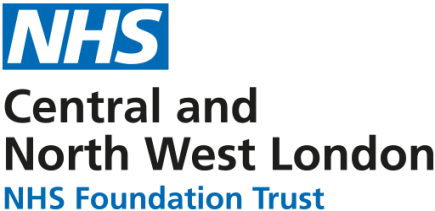 NHS
Central and
North West London
NHS Foundation Trust